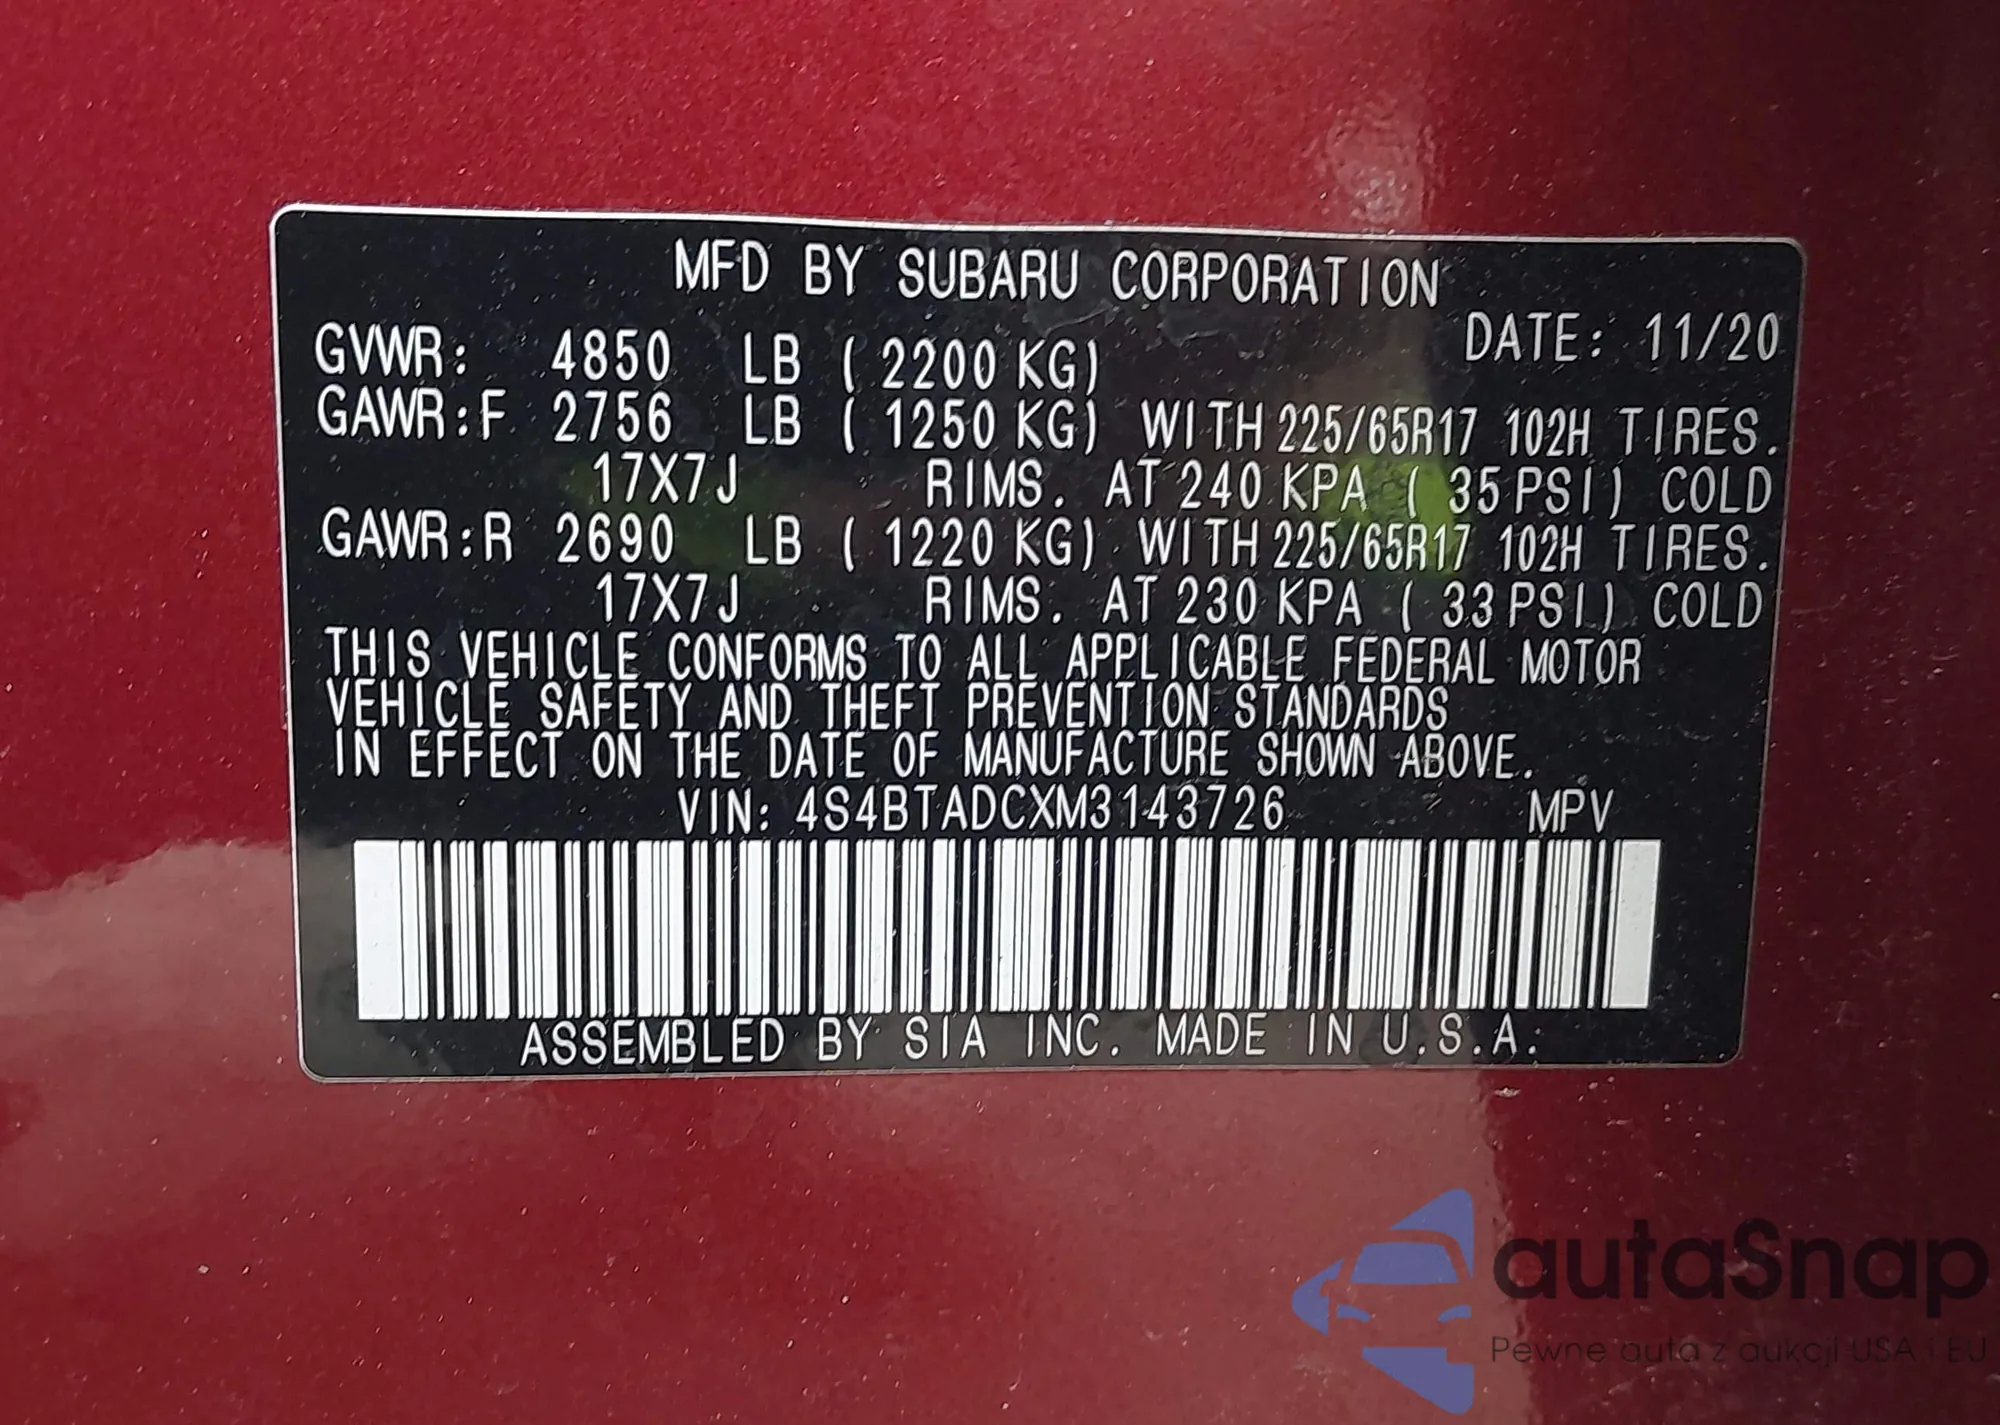 MFD BY SUBARU CORPORATION
DATE: 11/20
GVWR: 4850 LB ( 2200 KG)
GAWR:F 2756 LB ( 1250 KG) WITH 225/65R17 102H TIRES.
17X7J RIMS. AT 240 KPA ( 35 PSI) COLD
GAWR:R 2690 LB ( 1220 KG) WITH 225/65R17 102H TIRES.
17X7J RIMS. AT 230 KPA ( 33 PSI) COLD
THIS VEHICLE CONFORMS TO ALL APPLICABLE FEDERAL MOTOR
VEHICLE SAFETY AND THEFT PREVENTION STANDARDS
IN EFFECT ON THE DATE OF MANUFACTURE SHOWN ABOVE.
VIN: 4S4BTADCXM3143726 MPV
ASSEMBLED BY SIA INC. MADE IN U.S.A.
autaSnap
Pewne auta z aukcji USA i EU